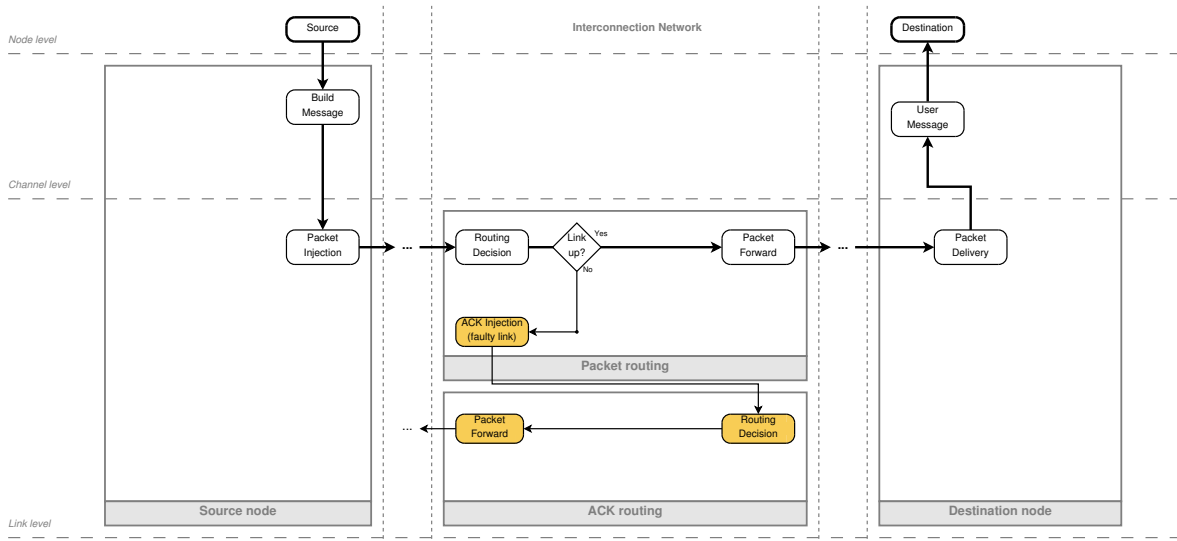 Source
Interconnection Network
Destination
Node level
Build
Message
User
Message
Channel level
Packet
Injection
...
Routing
Decision
Link
up?
Yes
No
Packet
Forward
...
Packet
Delivery
ACK Injection
(faulty link)
Packet routing
...
Packet
Forward
Routing
Decision
Source node
ACK routing
Destination node
Link level